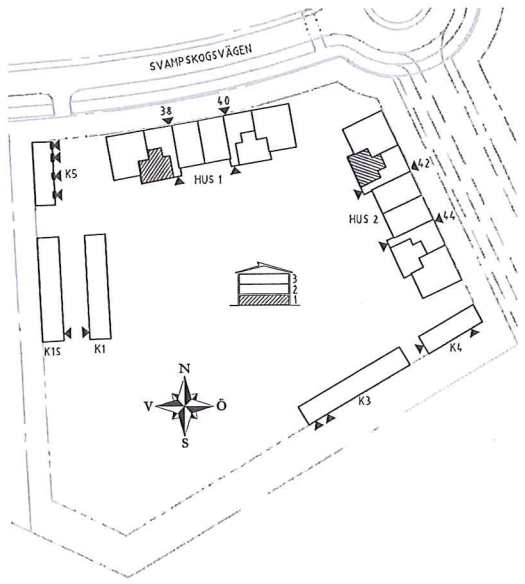 SVAMPSKOGSVÄGEN
38
40
K5
HUS 1
42
HUS 2
44
3
2
1
K1S
K1
K4
K3
N
V
Ö
S